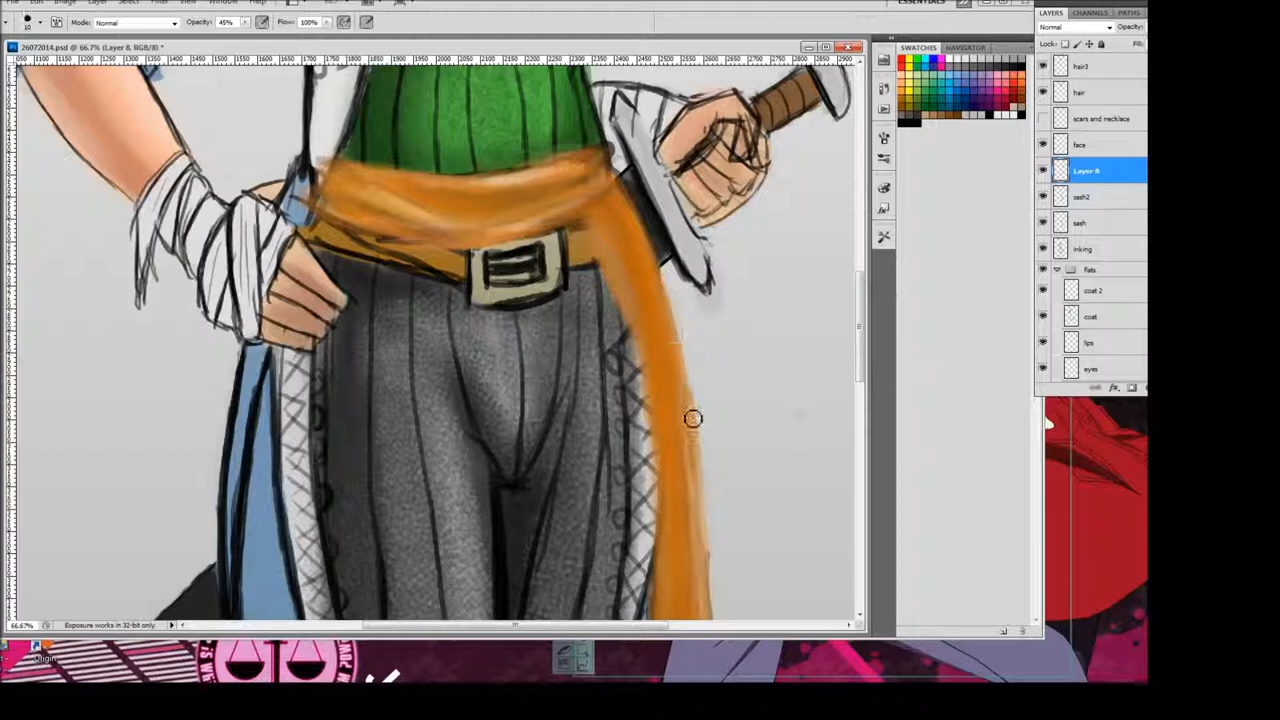 File Edit Image Layer Select Filter View Window Help
ESSENTIALS
10 Mode: Normal Opacity: 45% Flow: 100%
26072014.psd @ 66.7% (Layer 8, RGB/8) *
SWATCHES NAVIGATOR
LAYERS CHANNELS PATHS
Normal Opacity:
Lock: Fill:
hair3
hair
scars and necklace
face
Layer 8
sash2
sash
inking
flats
coat 2
coat
lips
eyes
66.67% Exposure works in 32-bit only
Origin